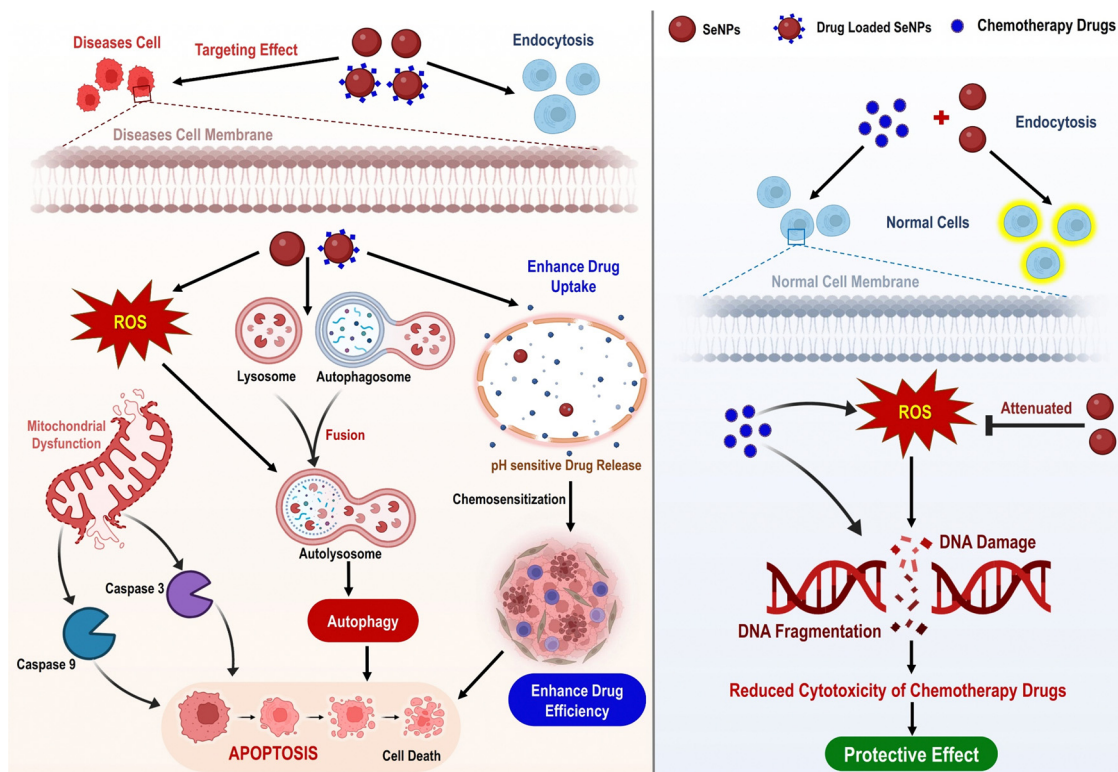 Diseases Cell
Targeting Effect
Endocytosis
Diseases Cell Membrane
ROS
Lysosome
Autophagosome
Enhance Drug
Uptake
Mitochondrial
Dysfunction
Fusion
pH sensitive Drug Release
Chemosensitization
Autolysosome
Caspase 3
Autophagy
Caspase 9
Enhance Drug
Efficiency
APOPTOSIS
Cell Death
SeNPs
Drug Loaded SeNPs
Chemotherapy Drugs
Endocytosis
Normal Cells
Normal Cell Membrane
ROS
Attenuated
DNA Damage
DNA Fragmentation
Reduced Cytotoxicity of Chemotherapy Drugs
Protective Effect